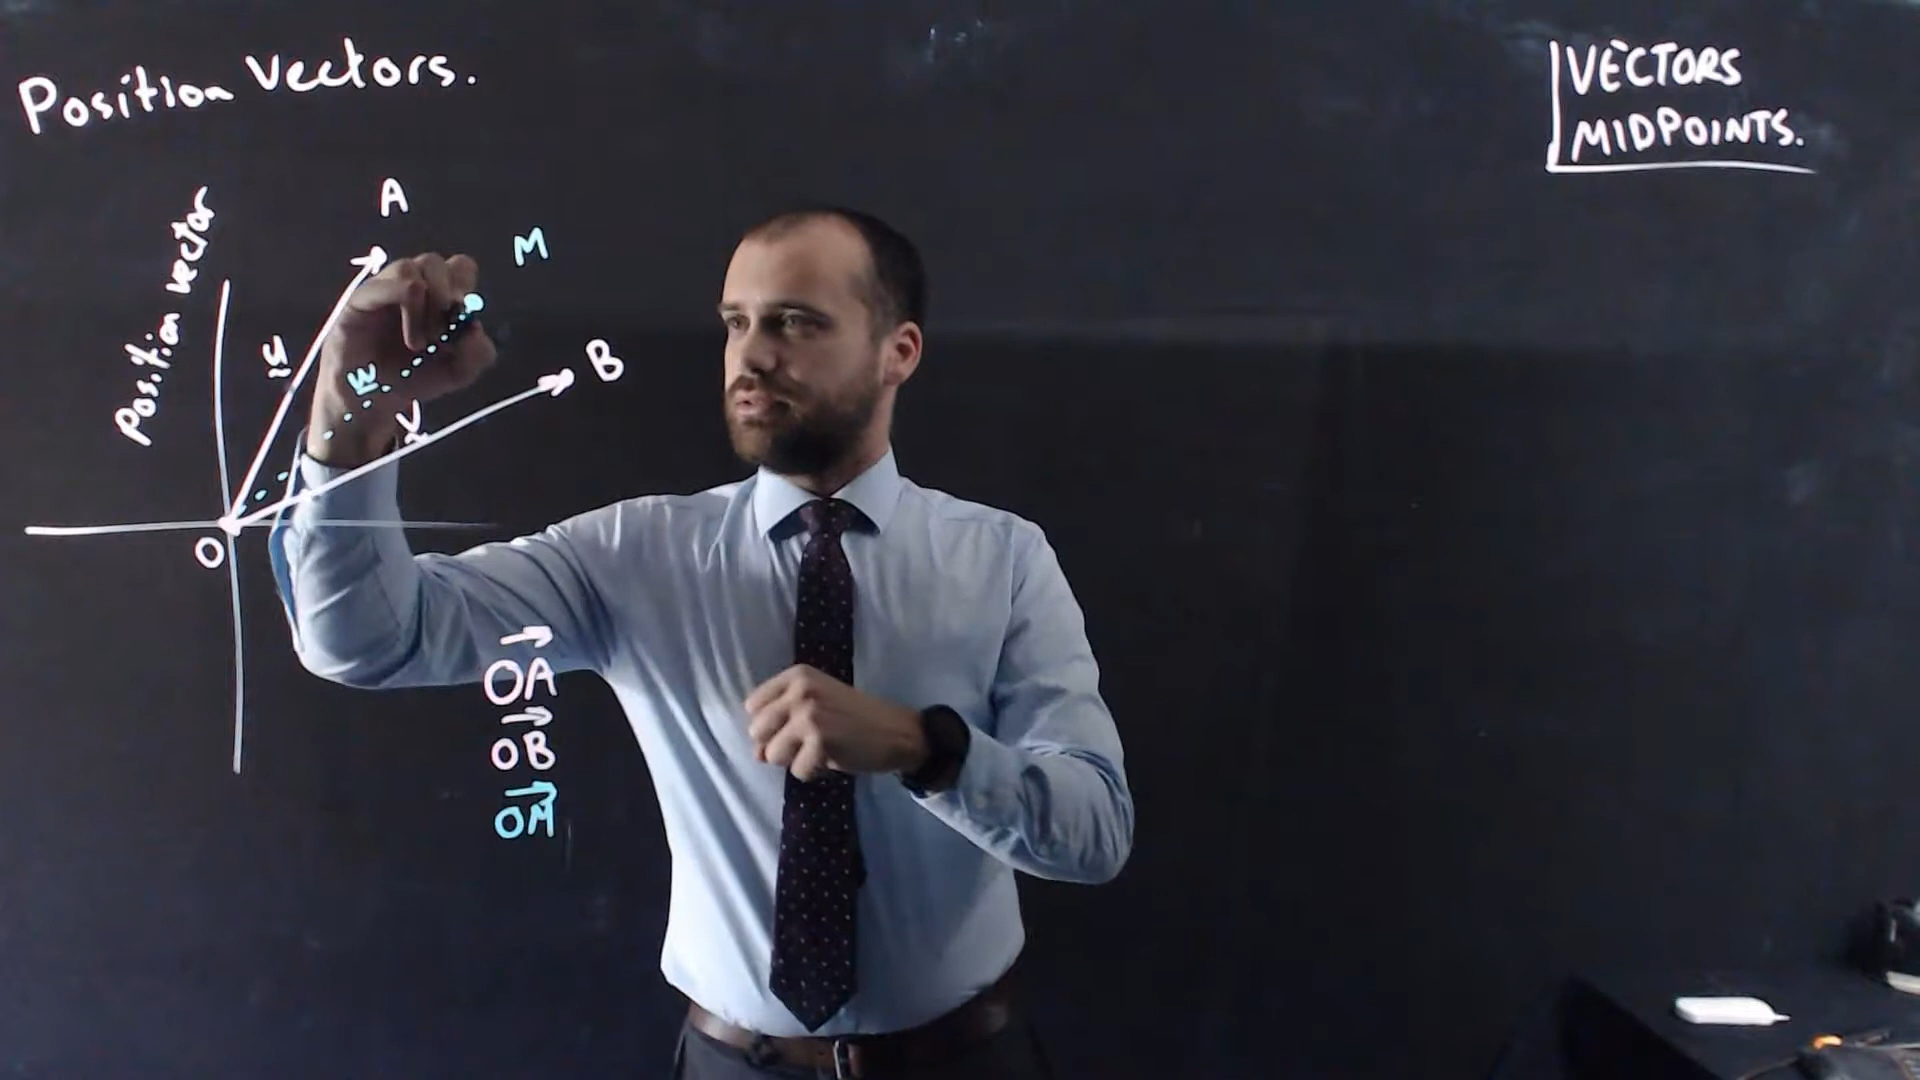 Position Vectors.
VECTORS
MIDPOINTS.
Position vector
A
M
u
w
B
v
O
OA
OB
OM